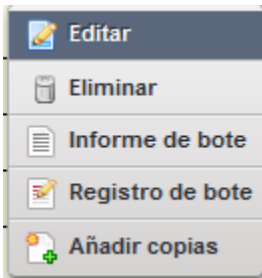 Editar
Eliminar
Informe de bote
Registro de bote
Añadir copias